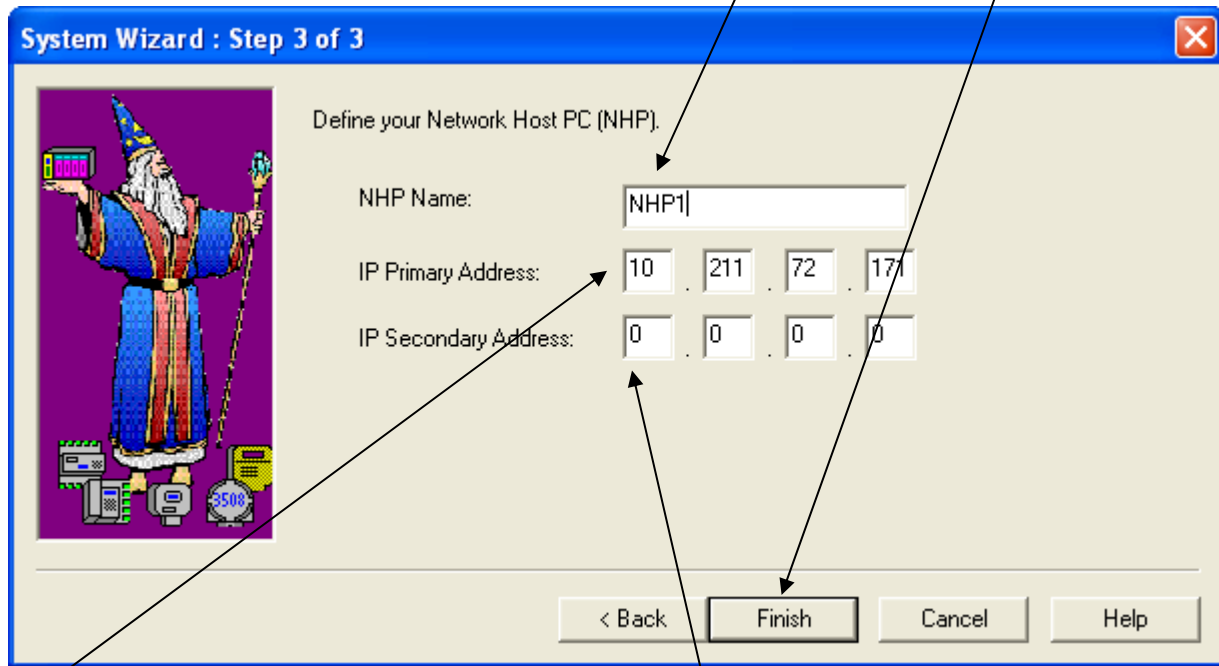 System Wizard : Step 3 of 3
Define your Network Host PC (NHP).
NHP Name: NHP1
IP Primary Address: 10 . 211 . 72 . 171
IP Secondary Address: 0 . 0 . 0 . 0
3508
< Back Finish Cancel Help